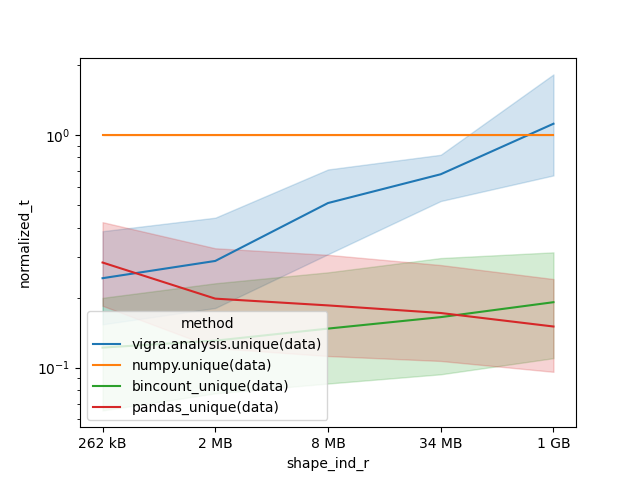 normalized_t
10⁰
10⁻¹
method
vigra.analysis.unique(data)
numpy.unique(data)
bincount_unique(data)
pandas_unique(data)
262 kB 2 MB 8 MB 34 MB 1 GB
shape_ind_r